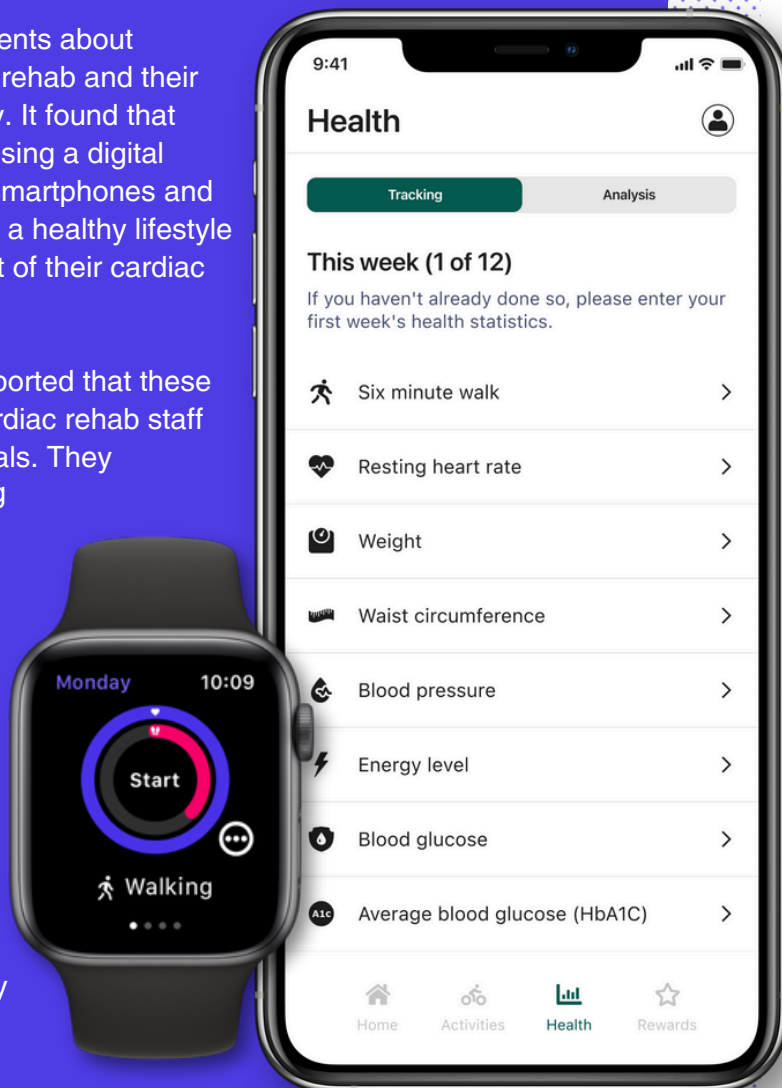 ents about
rehab and their
y. It found that
sing a digital
smartphones and
a healthy lifestyle
t of their cardiac
ported that these
rdiac rehab staff
als. They
g
y
Monday 10:09
Start
Walking
9:41
Health
Tracking Analysis
This week (1 of 12)
If you haven't already done so, please enter your
first week's health statistics.
Six minute walk
Resting heart rate
Weight
Waist circumference
Blood pressure
Energy level
Blood glucose
A1c Average blood glucose (HbA1C)
Home Activities Health Rewards